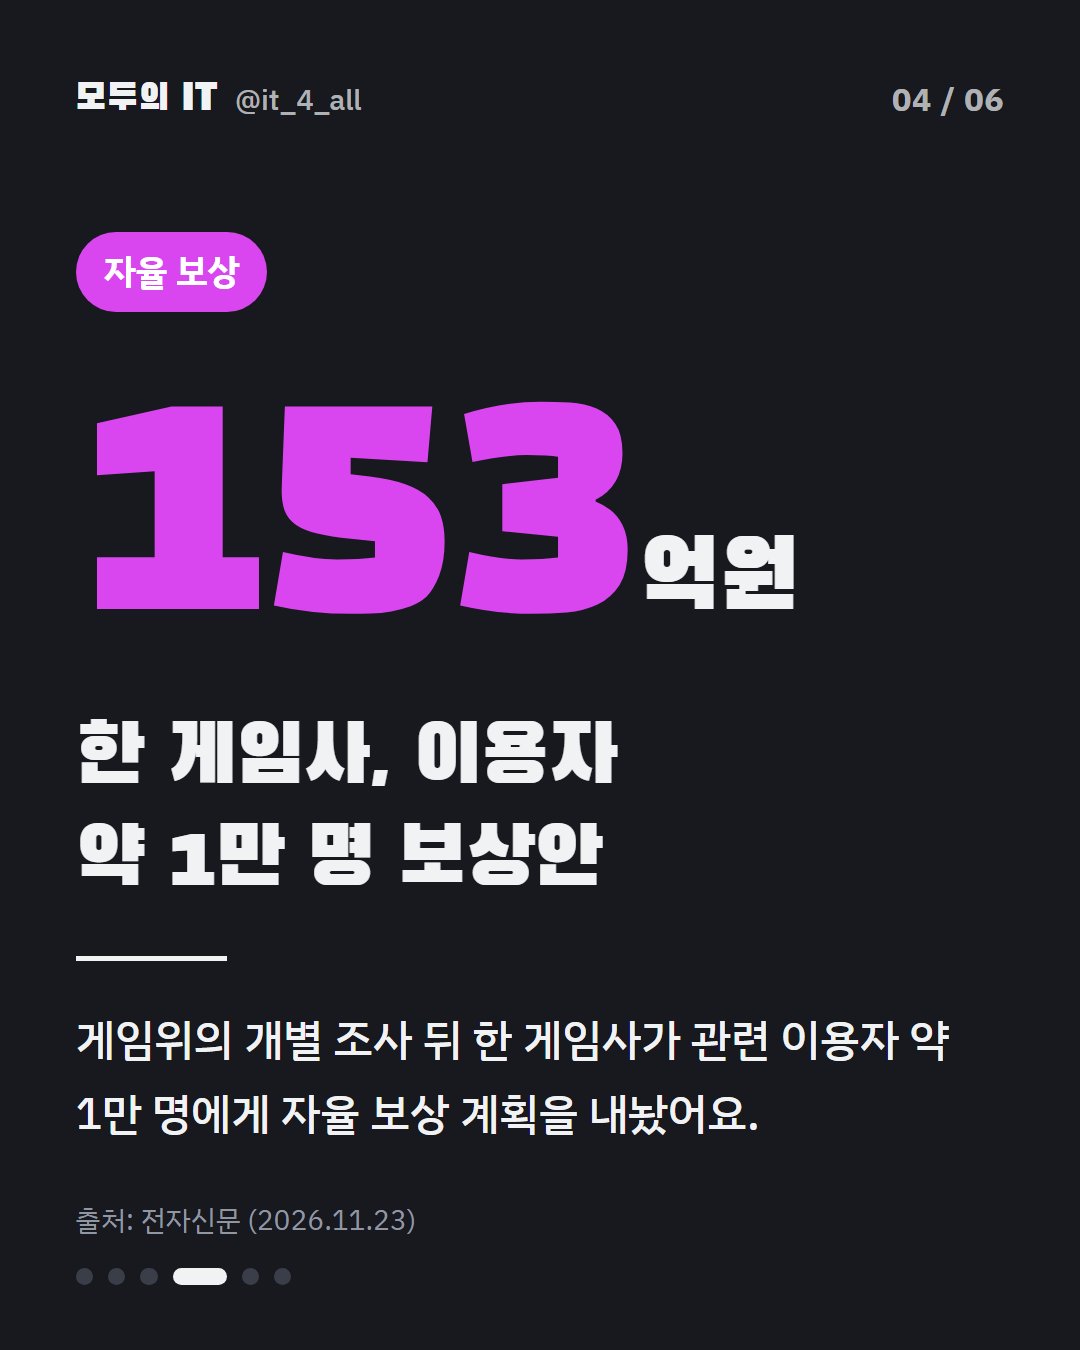 모두의 IT @it_4_all
04 / 06
자율 보상
153억원
한 게임사, 이용자
약 1만 명 보상안
게임위의 개별 조사 뒤 한 게임사가 관련 이용자 약
1만 명에게 자율 보상 계획을 내놨어요.
출처: 전자신문 (2026.11.23)